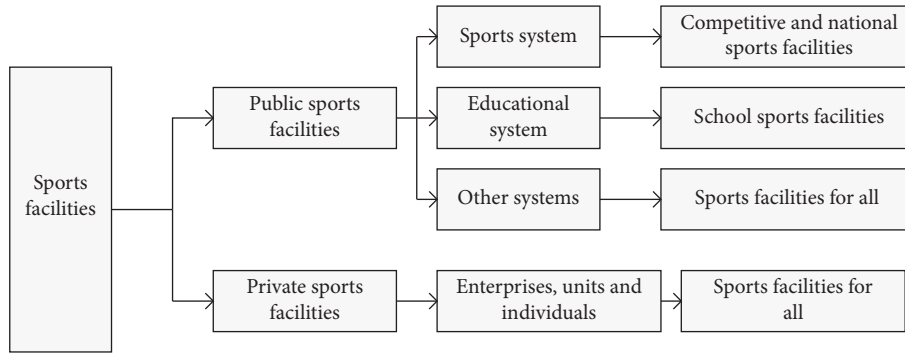 Sports
facilities
Public sports
facilities
Sports system
Competitive and national
sports facilities
Educational
system
School sports facilities
Other systems
Sports facilities for all
Private sports
facilities
Enterprises, units and
individuals
Sports facilities for
all